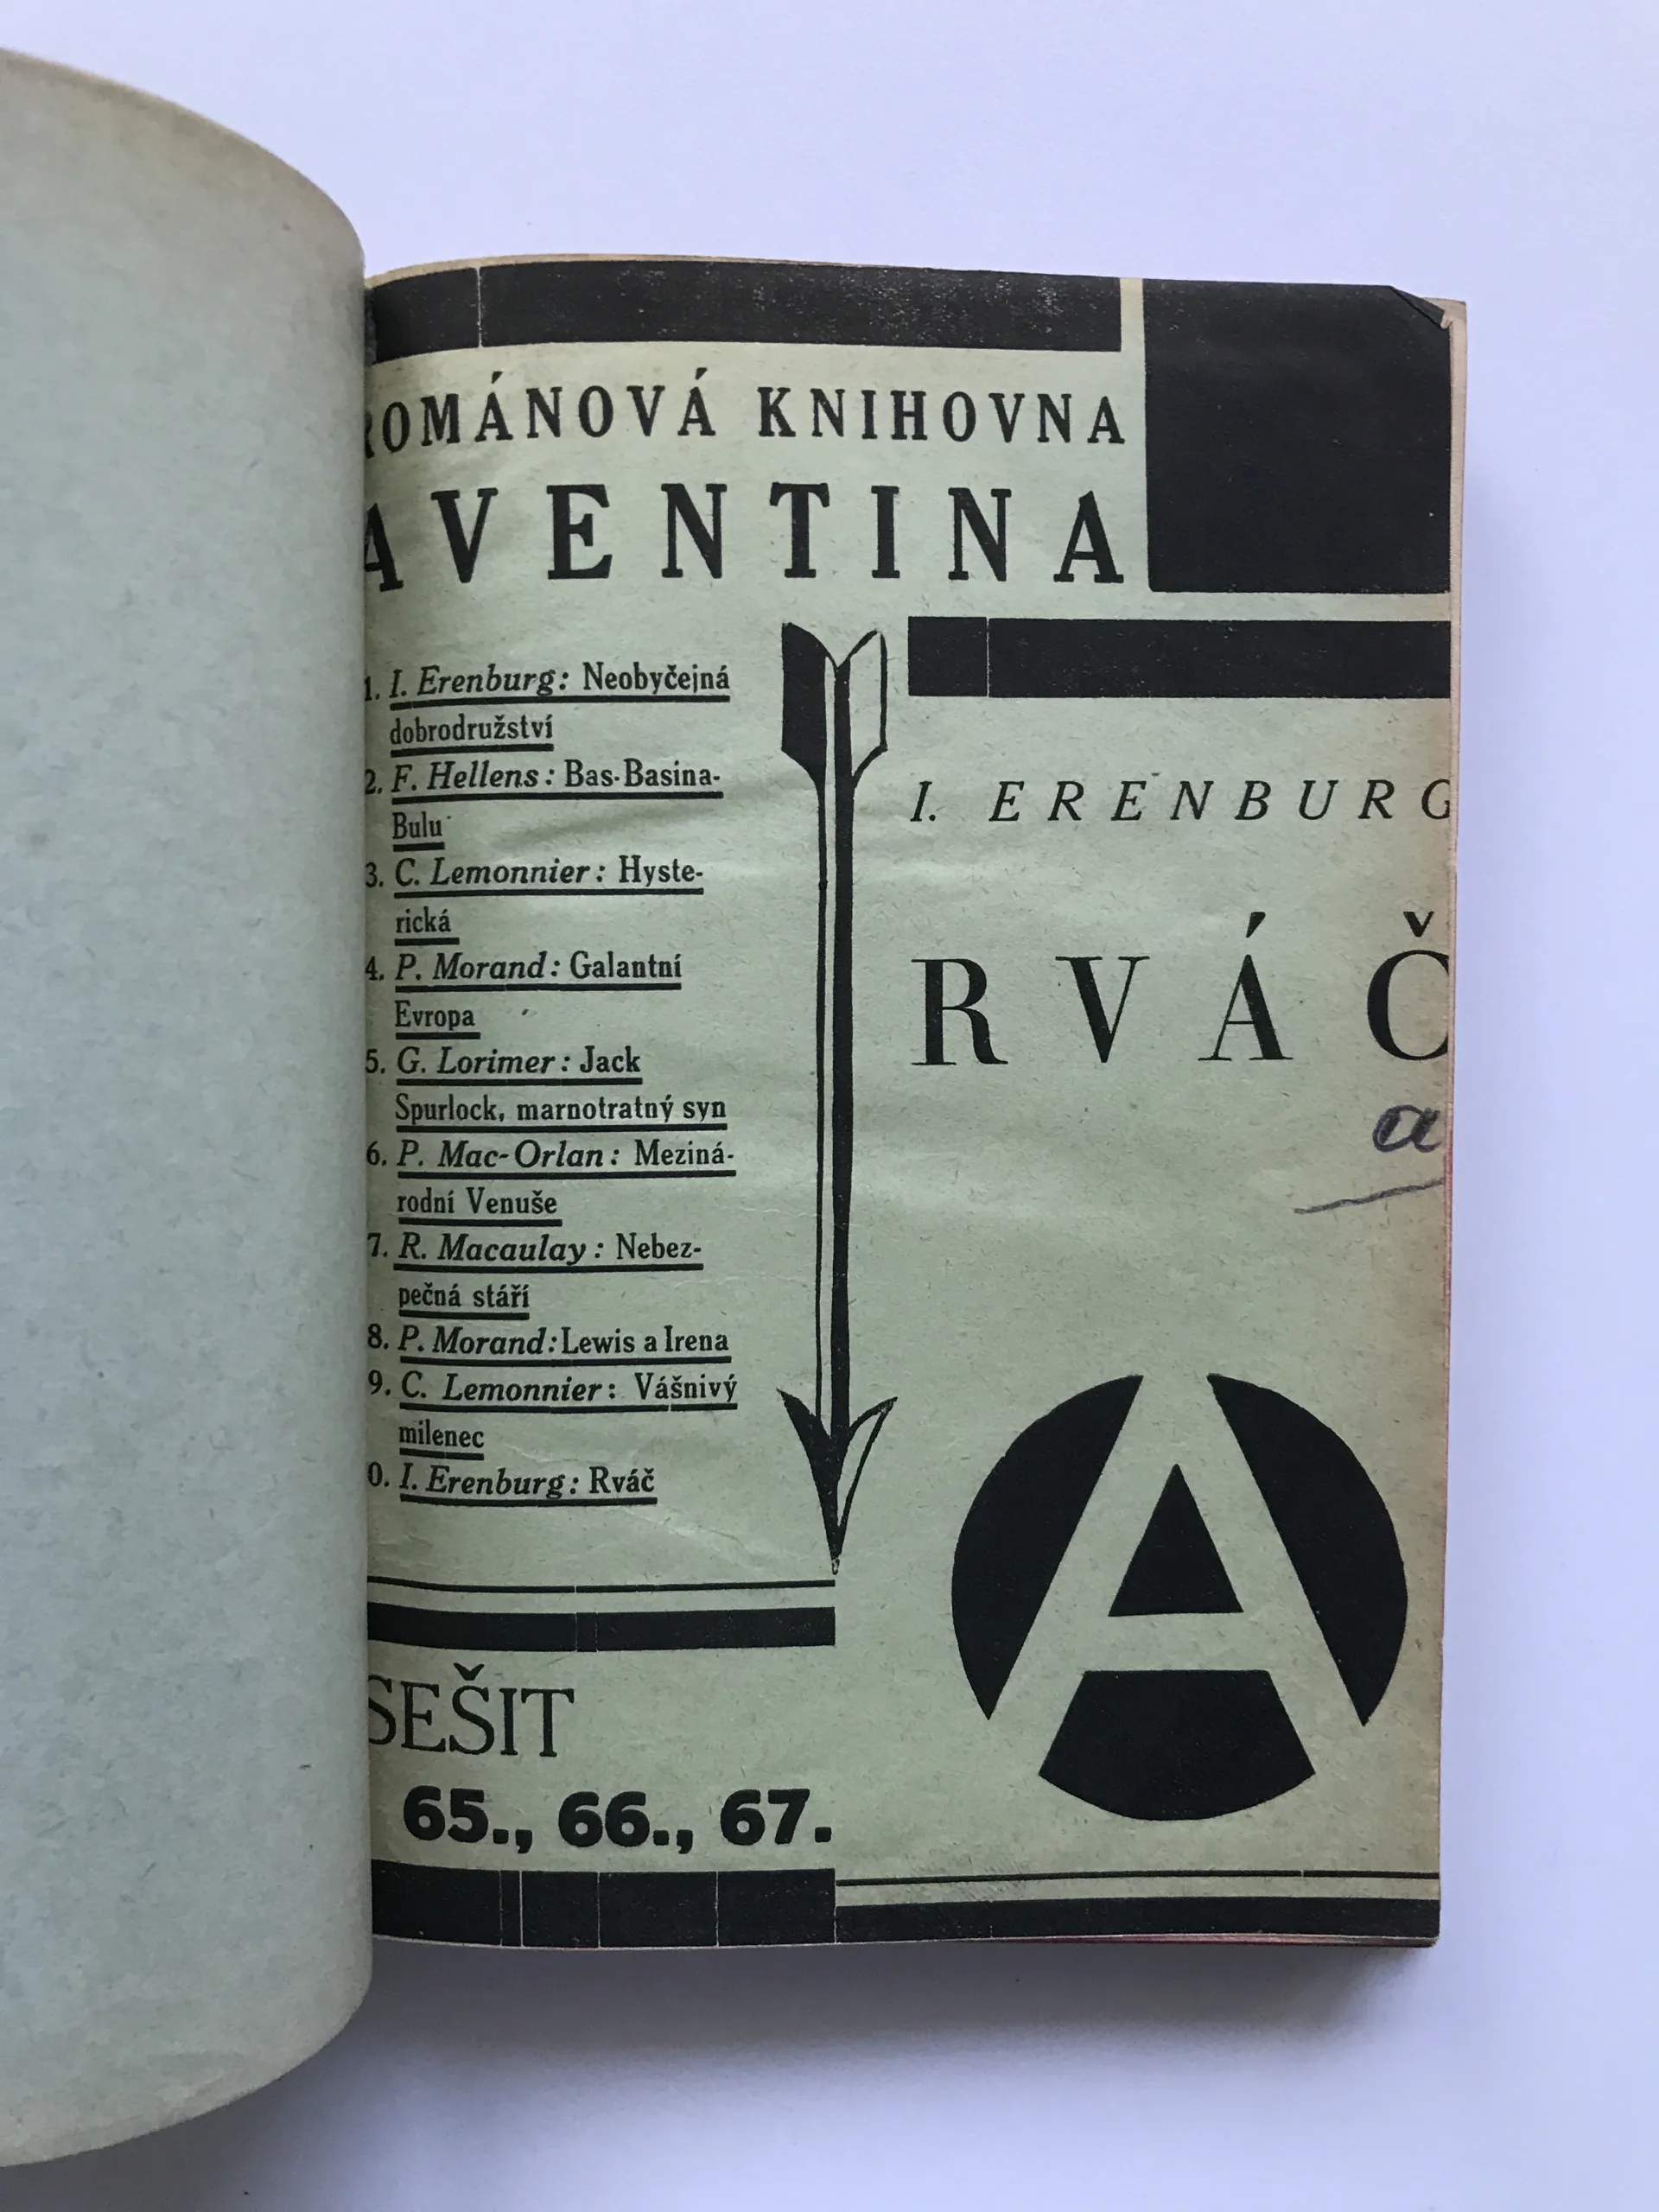 ROMÁNOVÁ KNIHOVNA
AVENTINA
1. I. Erenburg: Neobyčejná
dobrodružství
2. F. Hellens: Bas-Basina-
Bulu
3. C. Lemonnier: Hyste-
rická
4. P. Morand: Galantní
Evropa
5. G. Lorimer: Jack
Spurlock, marnotratný syn
6. P. Mac-Orlan: Meziná-
rodní Venuše
7. R. Macaulay: Nebez-
pečná stáří
8. P. Morand: Lewis a Irena
9. C. Lemonnier: Vášnivý
milenec
0. I. Erenburg: Rváč
SEŠIT
65., 66., 67.
I. ERENBURG
RVÁČ
a
A